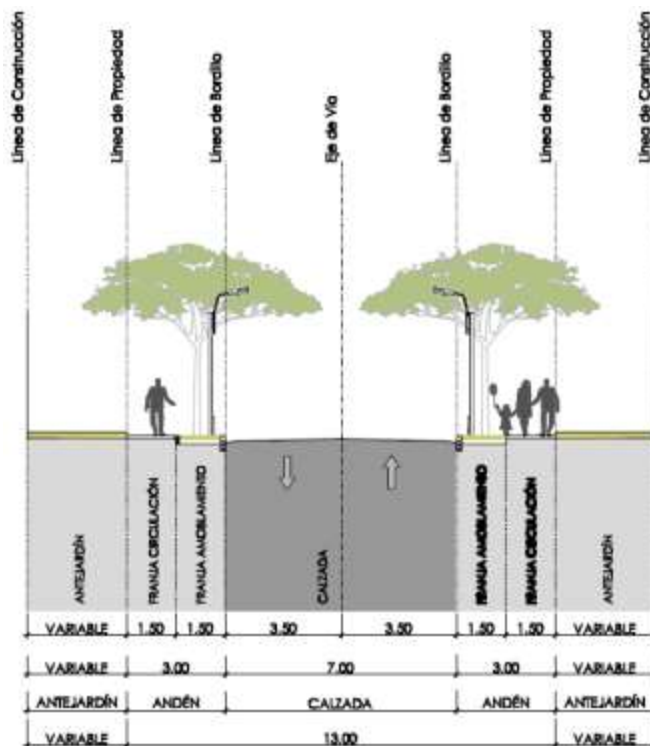 Línea de Construcción
Línea de Propiedad
Línea de Bordillo
Eje de Vía
Línea de Bordillo
Línea de Propiedad
Línea de Construcción
ANTEJARDÍN
FRANJA CIRCULACIÓN
FRANJA AMOBLAMIENTO
CALZADA
FRANJA AMOBLAMIENTO
FRANJA CIRCULACIÓN
ANTEJARDÍN
VARIABLE 1.50 1.50 3.50 3.50 1.50 1.50 VARIABLE
VARIABLE 3.00 7.00 3.00 VARIABLE
ANTEJARDÍN ANDÉN CALZADA ANDÉN ANTEJARDÍN
VARIABLE 13.00 VARIABLE